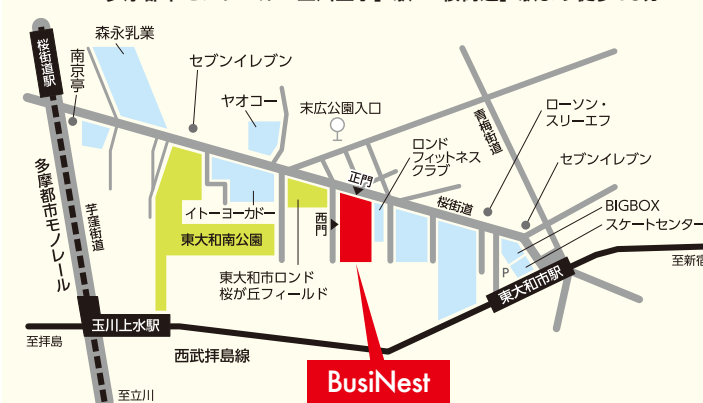 森永乳業
桜街道駅
南京亭
セブンイレブン
ヤオコー
末広公園入口
青梅街道
ローソン・
スリーエフ
ロンド
フィットネス
クラブ
セブンイレブン
正門
桜街道
BIGBOX
スケートセンター
イトーヨーカドー
西門
東大和南公園
多摩都市モノレール
芋窪街道
東大和市ロンド
桜が丘フィールド
P
東大和市駅
至新宿
玉川上水駅
至拝島
西武拝島線
BusiNest
至立川